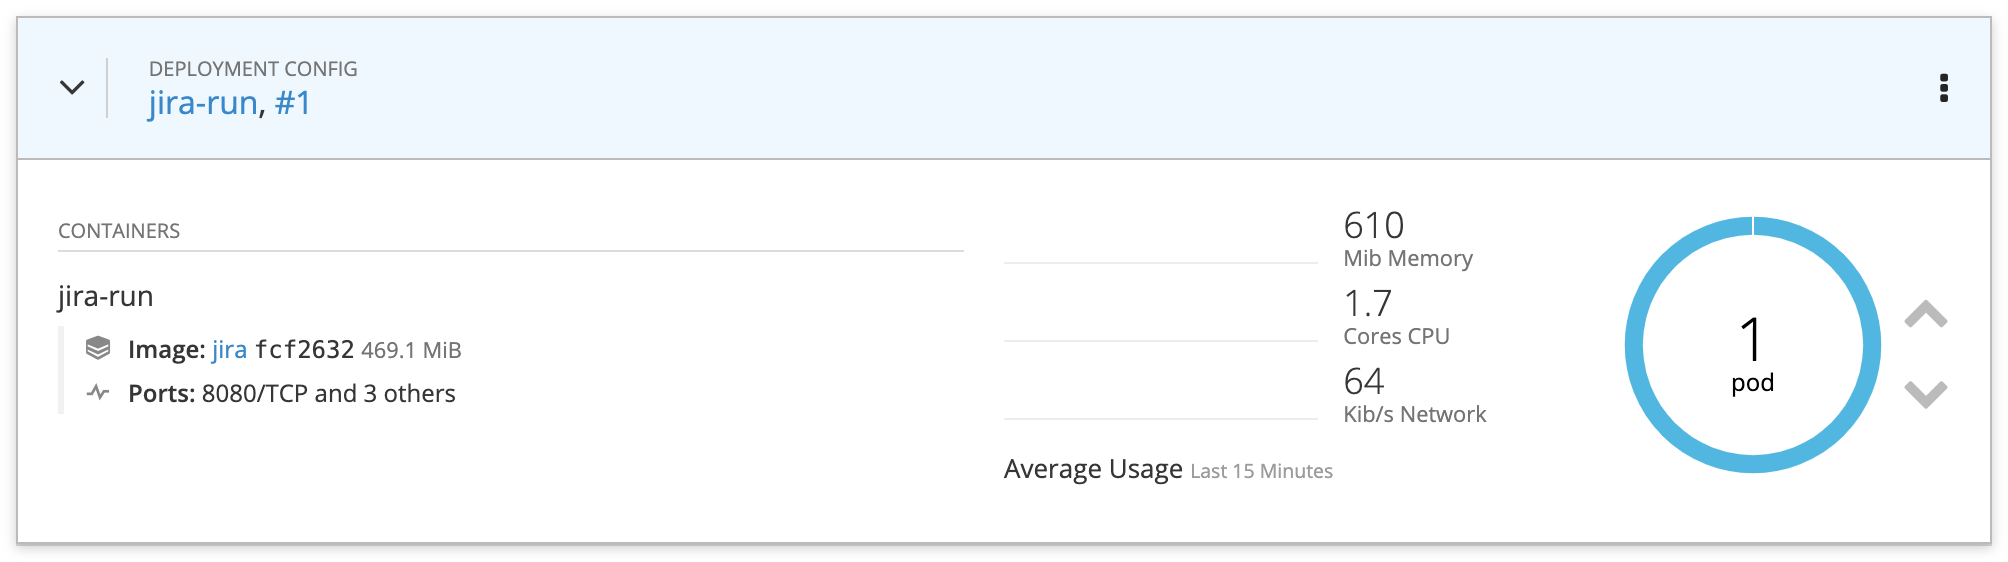 DEPLOYMENT CONFIG
jira-run, #1
CONTAINERS
jira-run
Image: jira fcf2632 469.1 MiB
Ports: 8080/TCP and 3 others
610
Mib Memory
1.7
Cores CPU
64
Kib/s Network
Average Usage Last 15 Minutes
1
pod